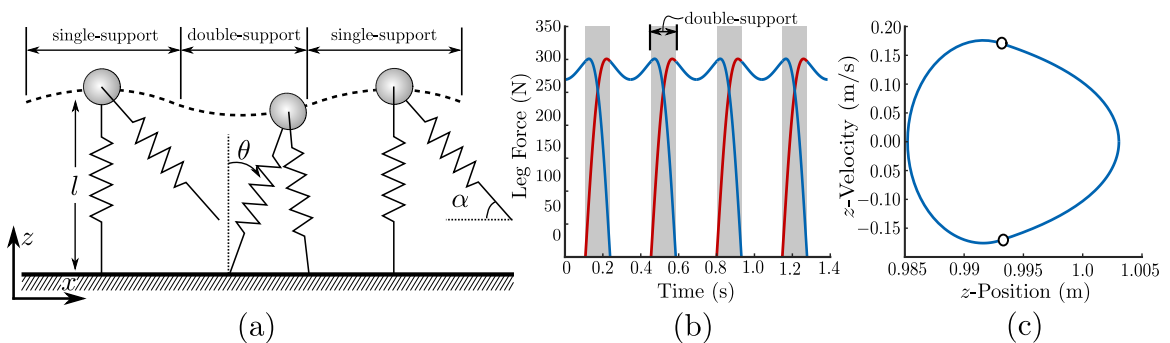 single-support double-support single-support
θ
l
α
z
x
(a)
double-support
350
300
250
200
150
100
50
0
Leg Force (N)
0 0.2 0.4 0.6 0.8 1.0 1.2 1.4
Time (s)
(b)
0.20
0.15
0.10
0.05
0.00
-0.05
-0.10
-0.15
z-Velocity (m/s)
0.985 0.99 0.995 1.0 1.005
z-Position (m)
(c)